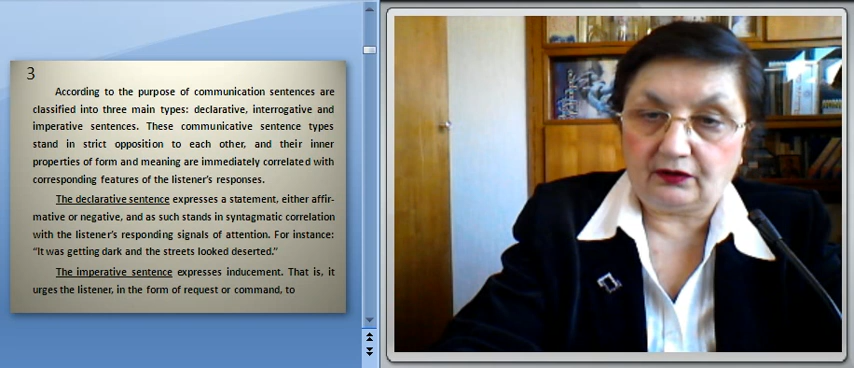 3
According to the purpose of communication sentences are
classified into three main types: declarative, interrogative and
imperative sentences. These communicative sentence types
stand in strict opposition to each other, and their inner
properties of form and meaning are immediately correlated with
corresponding features of the listener's responses.
The declarative sentence expresses a statement, either affir-
mative or negative, and as such stands in syntagmatic correlation
with the listener's responding signals of attention. For instance:
“It was getting dark and the streets looked deserted.”
The imperative sentence expresses inducement. That is, it
urges the listener, in the form of request or command, to